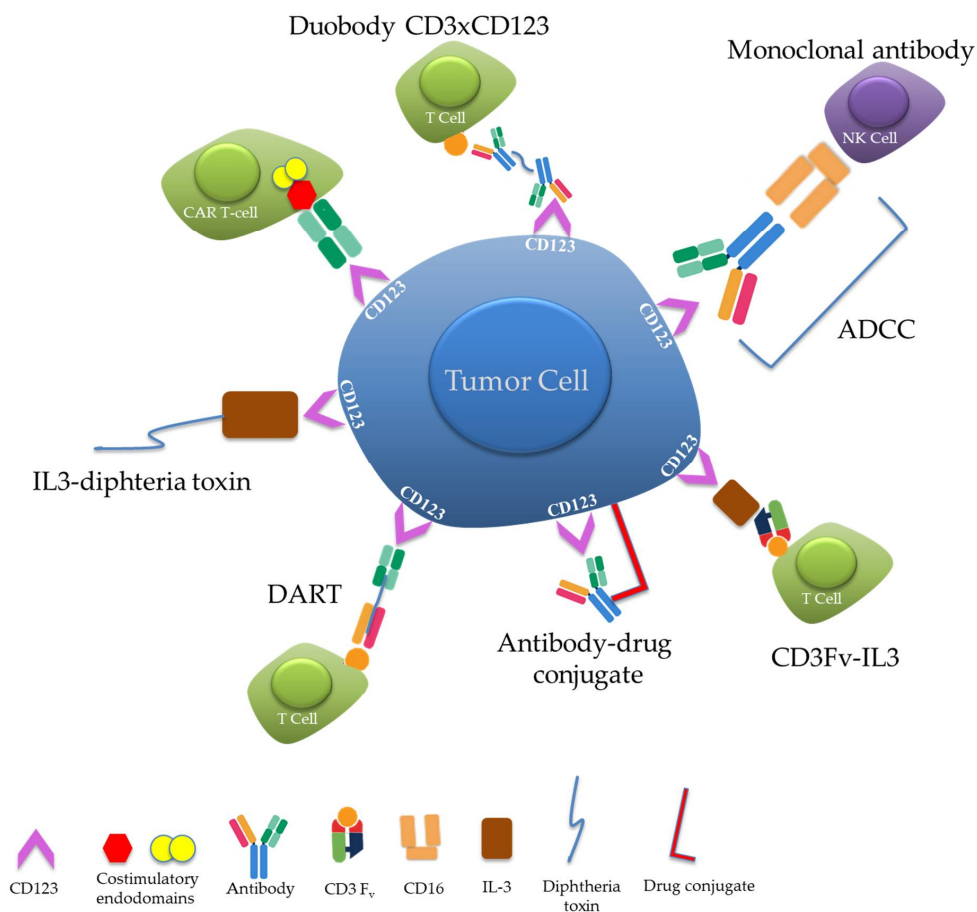 Duobody CD3xCD123
Monoclonal antibody
T Cell
NK Cell
CAR T-cell
CD123
CD123
CD123
ADCC
Tumor Cell
CD123
CD123
IL3-diphteria toxin
CD123
CD123
DART
T Cell
Antibody-drug
conjugate
CD3Fv-IL3
T Cell
CD123
Costimulatory
endodomains
Antibody
CD3 Fv
CD16
IL-3
Diphtheria
toxin
Drug conjugate